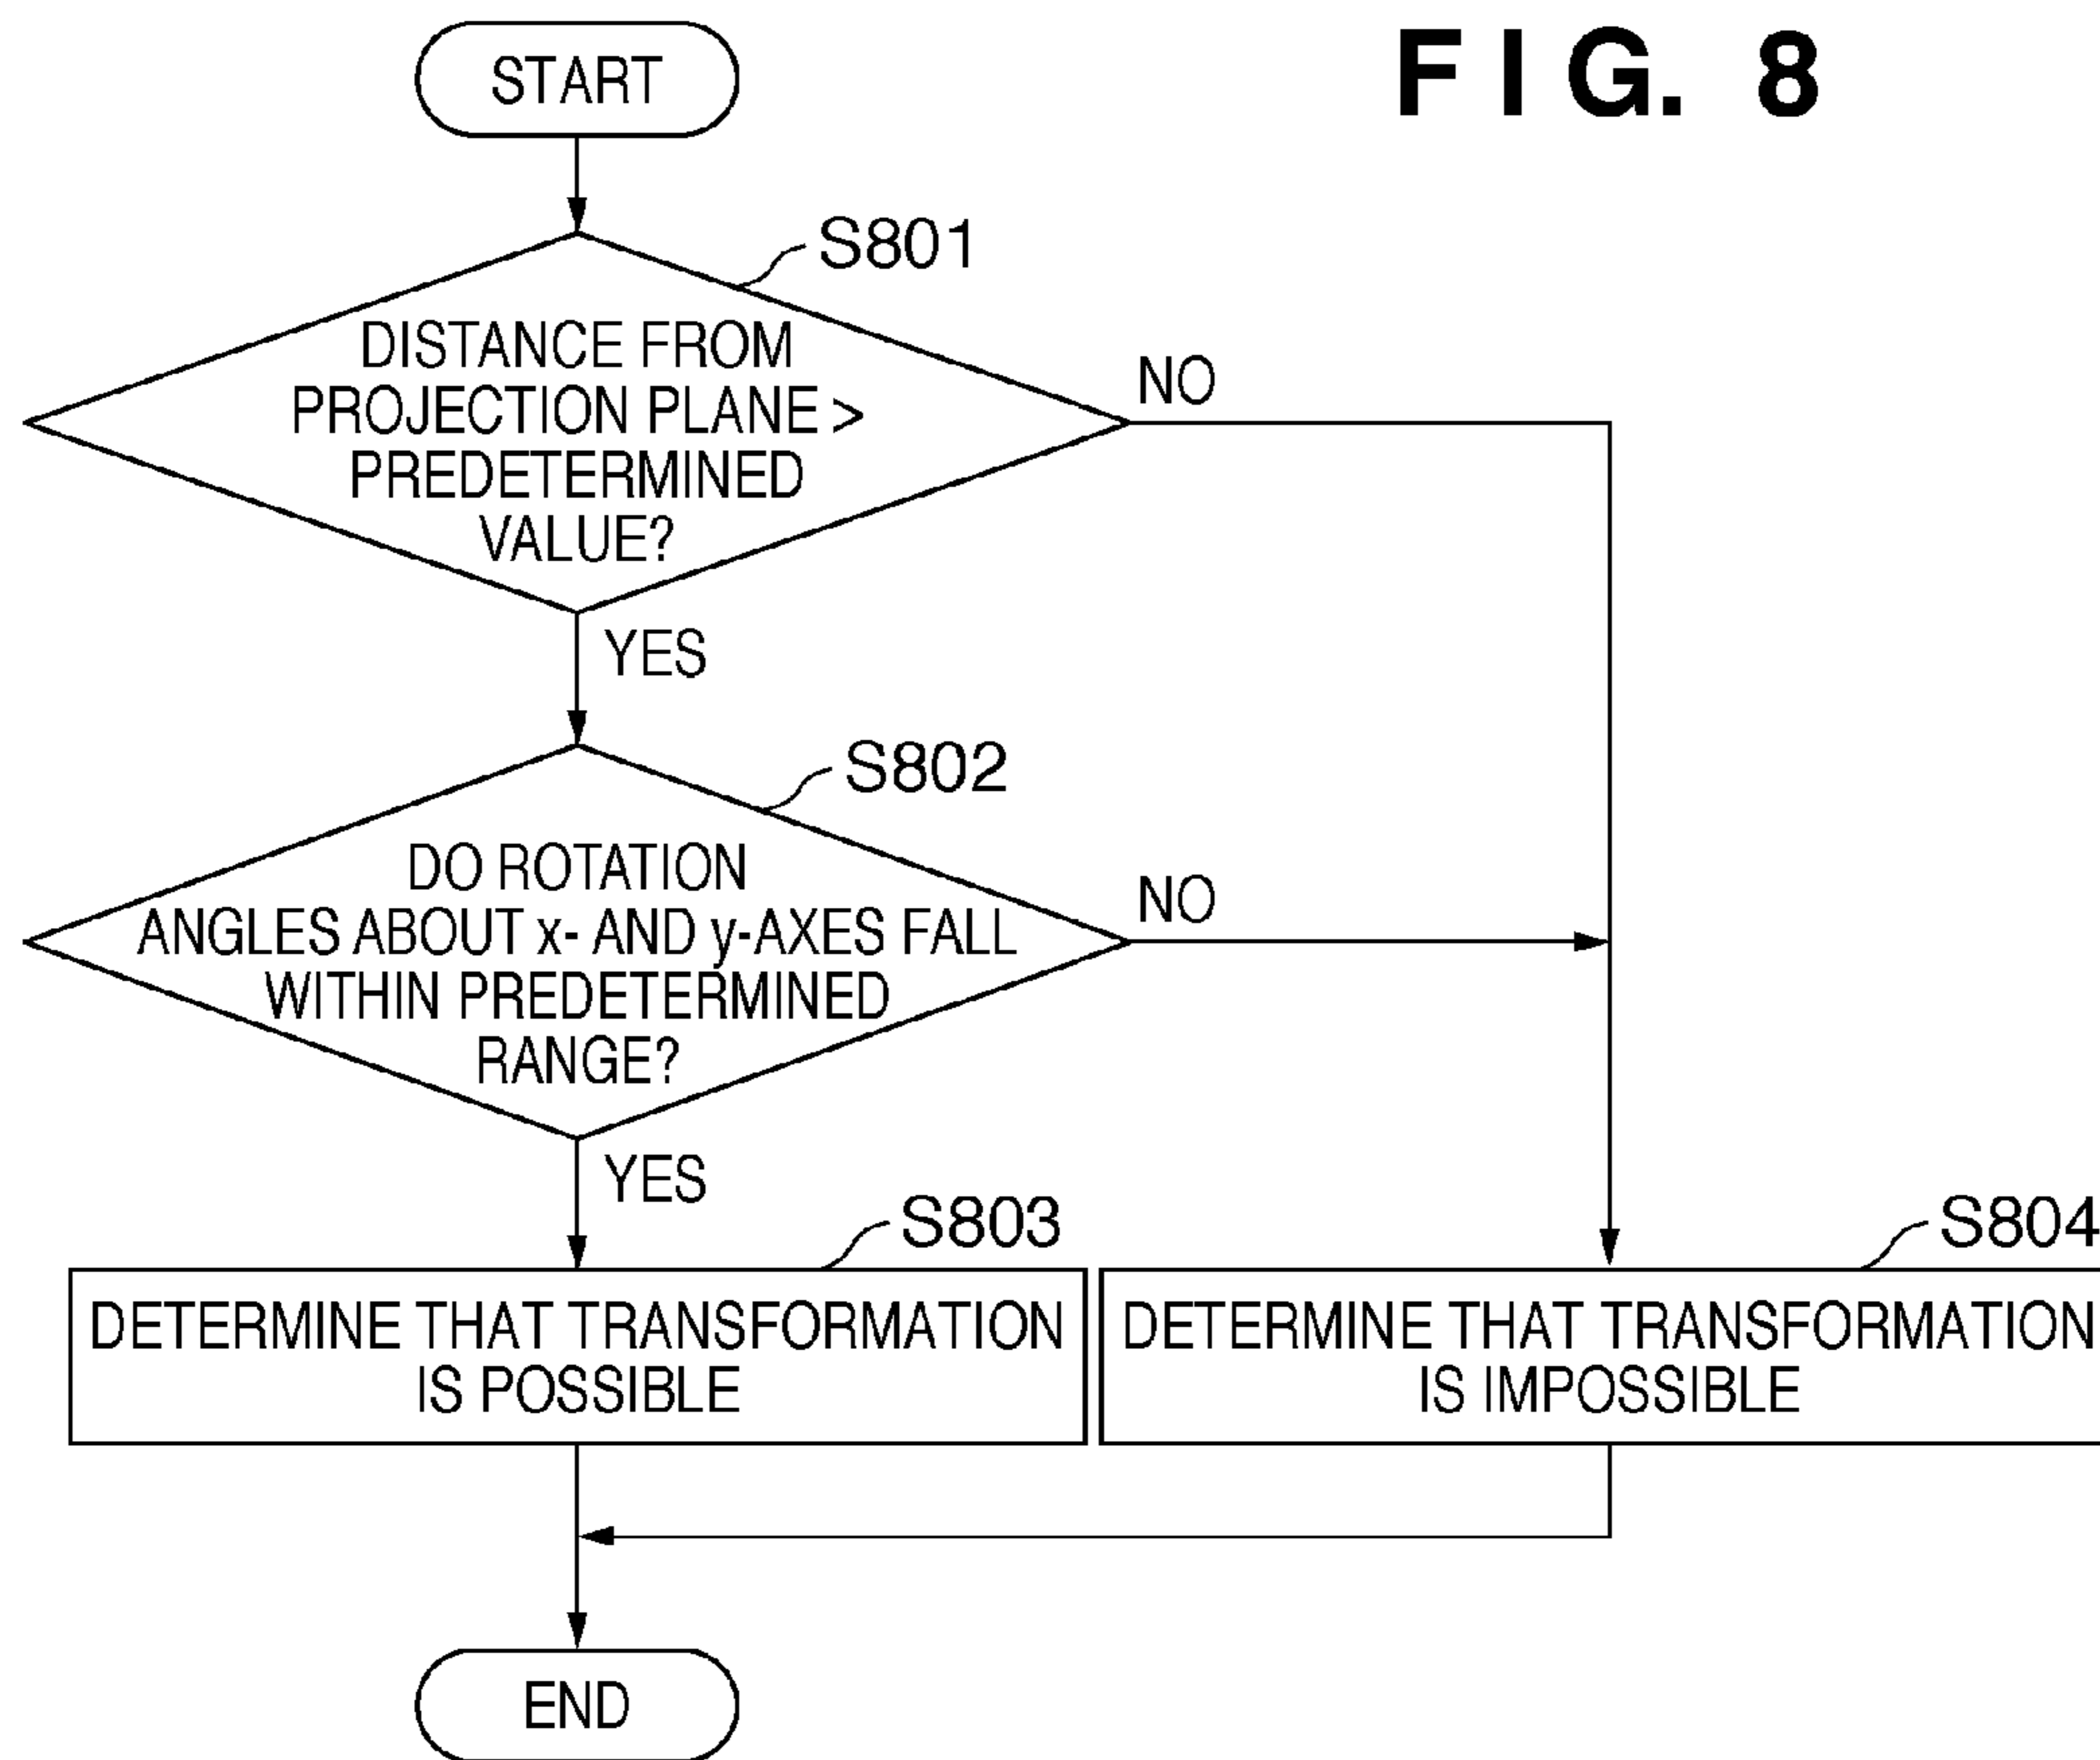 FIG. 8
START
S801
DISTANCE FROM
PROJECTION PLANE >
PREDETERMINED
VALUE?
NO
YES
S802
DO ROTATION
ANGLES ABOUT x- AND y-AXES FALL
WITHIN PREDETERMINED
RANGE?
NO
YES
S803
DETERMINE THAT TRANSFORMATION
IS POSSIBLE
S804
DETERMINE THAT TRANSFORMATION
IS IMPOSSIBLE
END